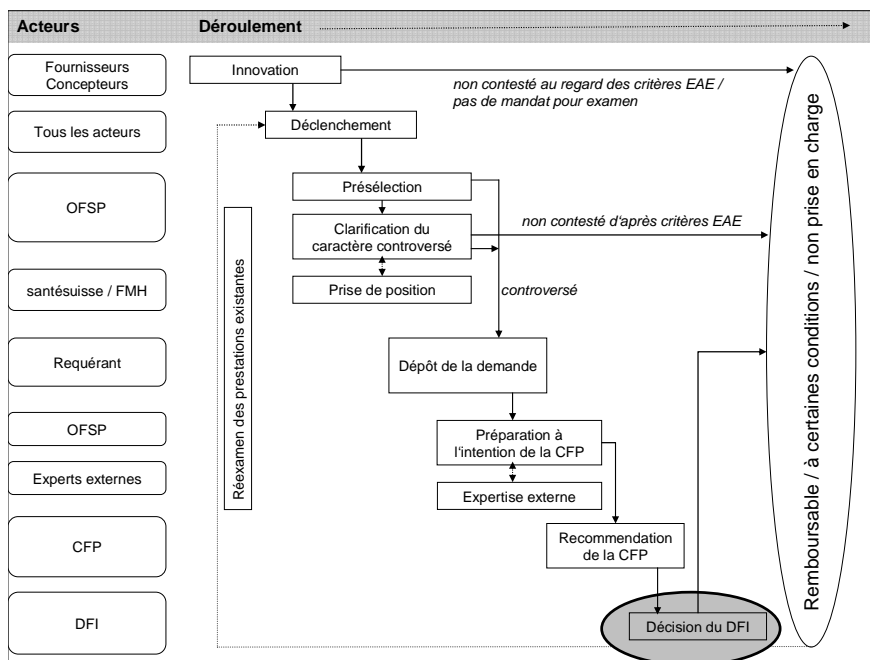 Acteurs
Déroulement
Fournisseurs
Concepteurs
Innovation
non contesté au regard des critères EAE /
pas de mandat pour examen
Tous les acteurs
Déclenchement
OFSP
Présélection
Clarification du
caractère controversé
non contesté d'après critères EAE
santésuisse / FMH
Prise de position
controversé
Requérant
Dépôt de la demande
OFSP
Préparation à
l'intention de la CFP
Experts externes
Expertise externe
CFP
Recommendation
de la CFP
DFI
Décision du DFI
Réexamen des prestations existantes
Remboursable / à certaines conditions / non prise en charge